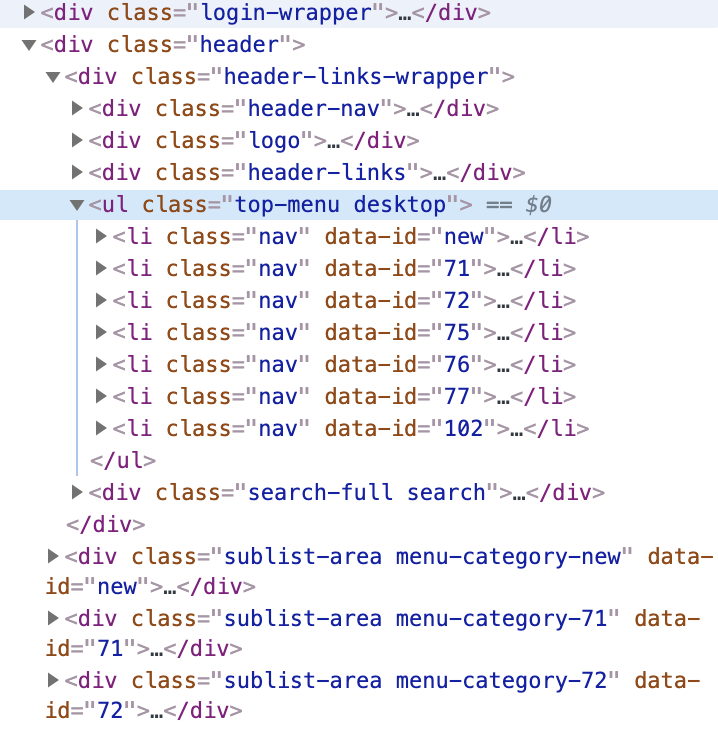 <div class="login-wrapper">…</div>
<div class="header">
<div class="header-links-wrapper">
<div class="header-nav">…</div>
<div class="logo">…</div>
<div class="header-links">…</div>
<ul class="top-menu desktop"> == $0
<li class="nav" data-id="new">…</li>
<li class="nav" data-id="71">…</li>
<li class="nav" data-id="72">…</li>
<li class="nav" data-id="75">…</li>
<li class="nav" data-id="76">…</li>
<li class="nav" data-id="77">…</li>
<li class="nav" data-id="102">…</li>
</ul>
<div class="search-full search">…</div>
</div>
<div class="sublist-area menu-category-new" data-
id="new">…</div>
<div class="sublist-area menu-category-71" data-
id="71">…</div>
<div class="sublist-area menu-category-72" data-
id="72">…</div>